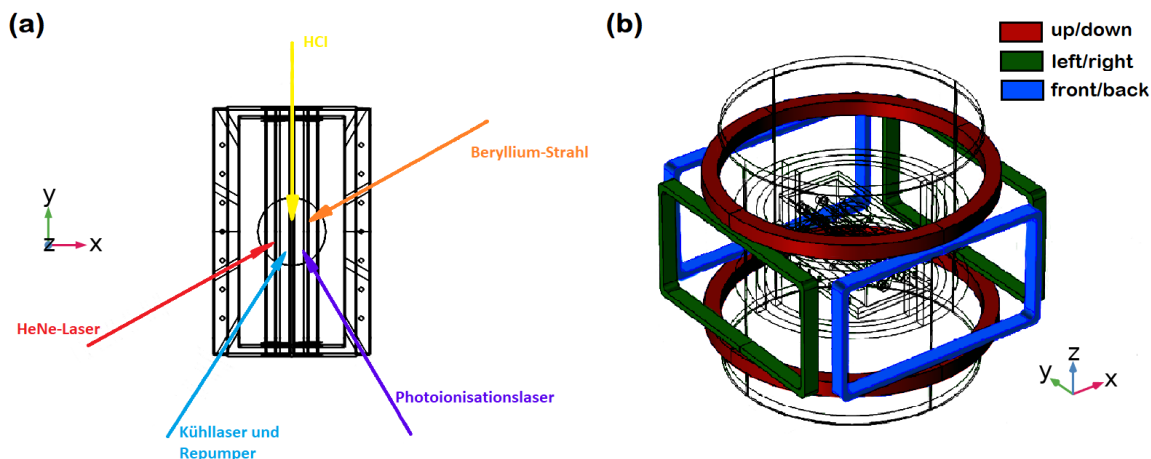 (a)
HCI
Beryllium-Strahl
y
z
x
HeNe-Laser
Photoionisationslaser
Kühllaser und
Repumper
(b)
up/down
left/right
front/back
z
y
x